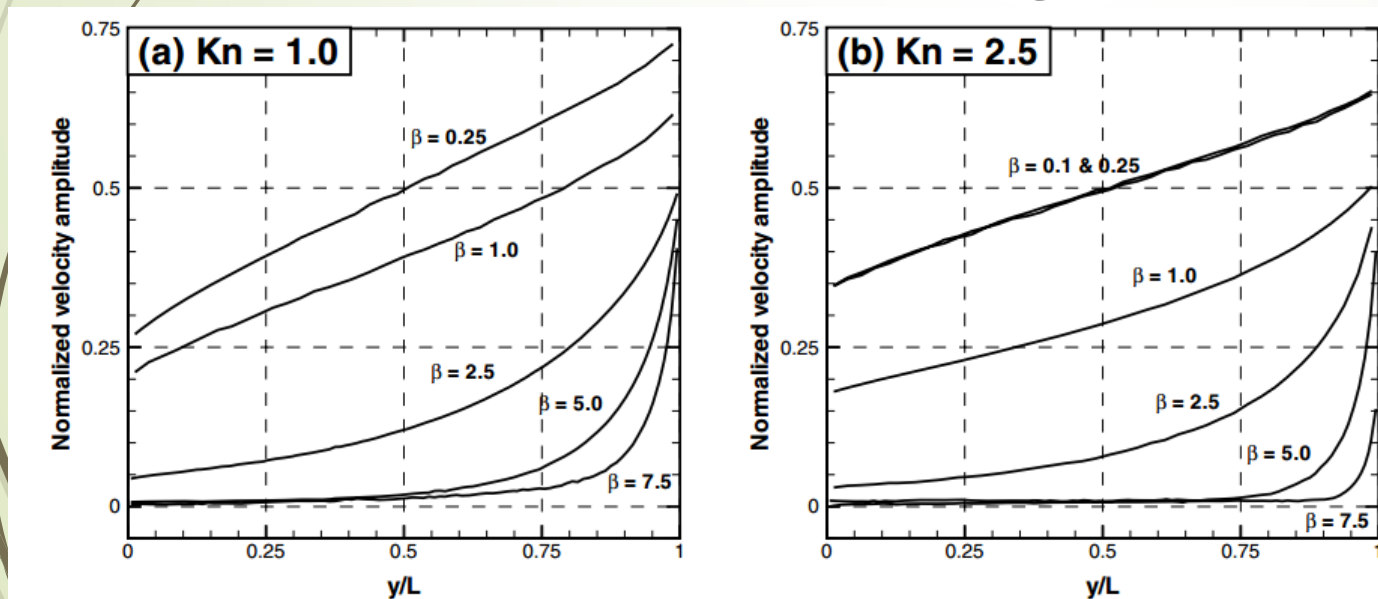 (a) Kn = 1.0
Normalized velocity amplitude
0.75
0.5
0.25
0
β = 0.25
β = 1.0
β = 2.5
β = 5.0
β = 7.5
0 0.25 0.5 0.75 1
y/L
(b) Kn = 2.5
Normalized velocity amplitude
0.75
0.5
0.25
0
β = 0.1 & 0.25
β = 1.0
β = 2.5
β = 5.0
β = 7.5
0 0.25 0.5 0.75 1
y/L